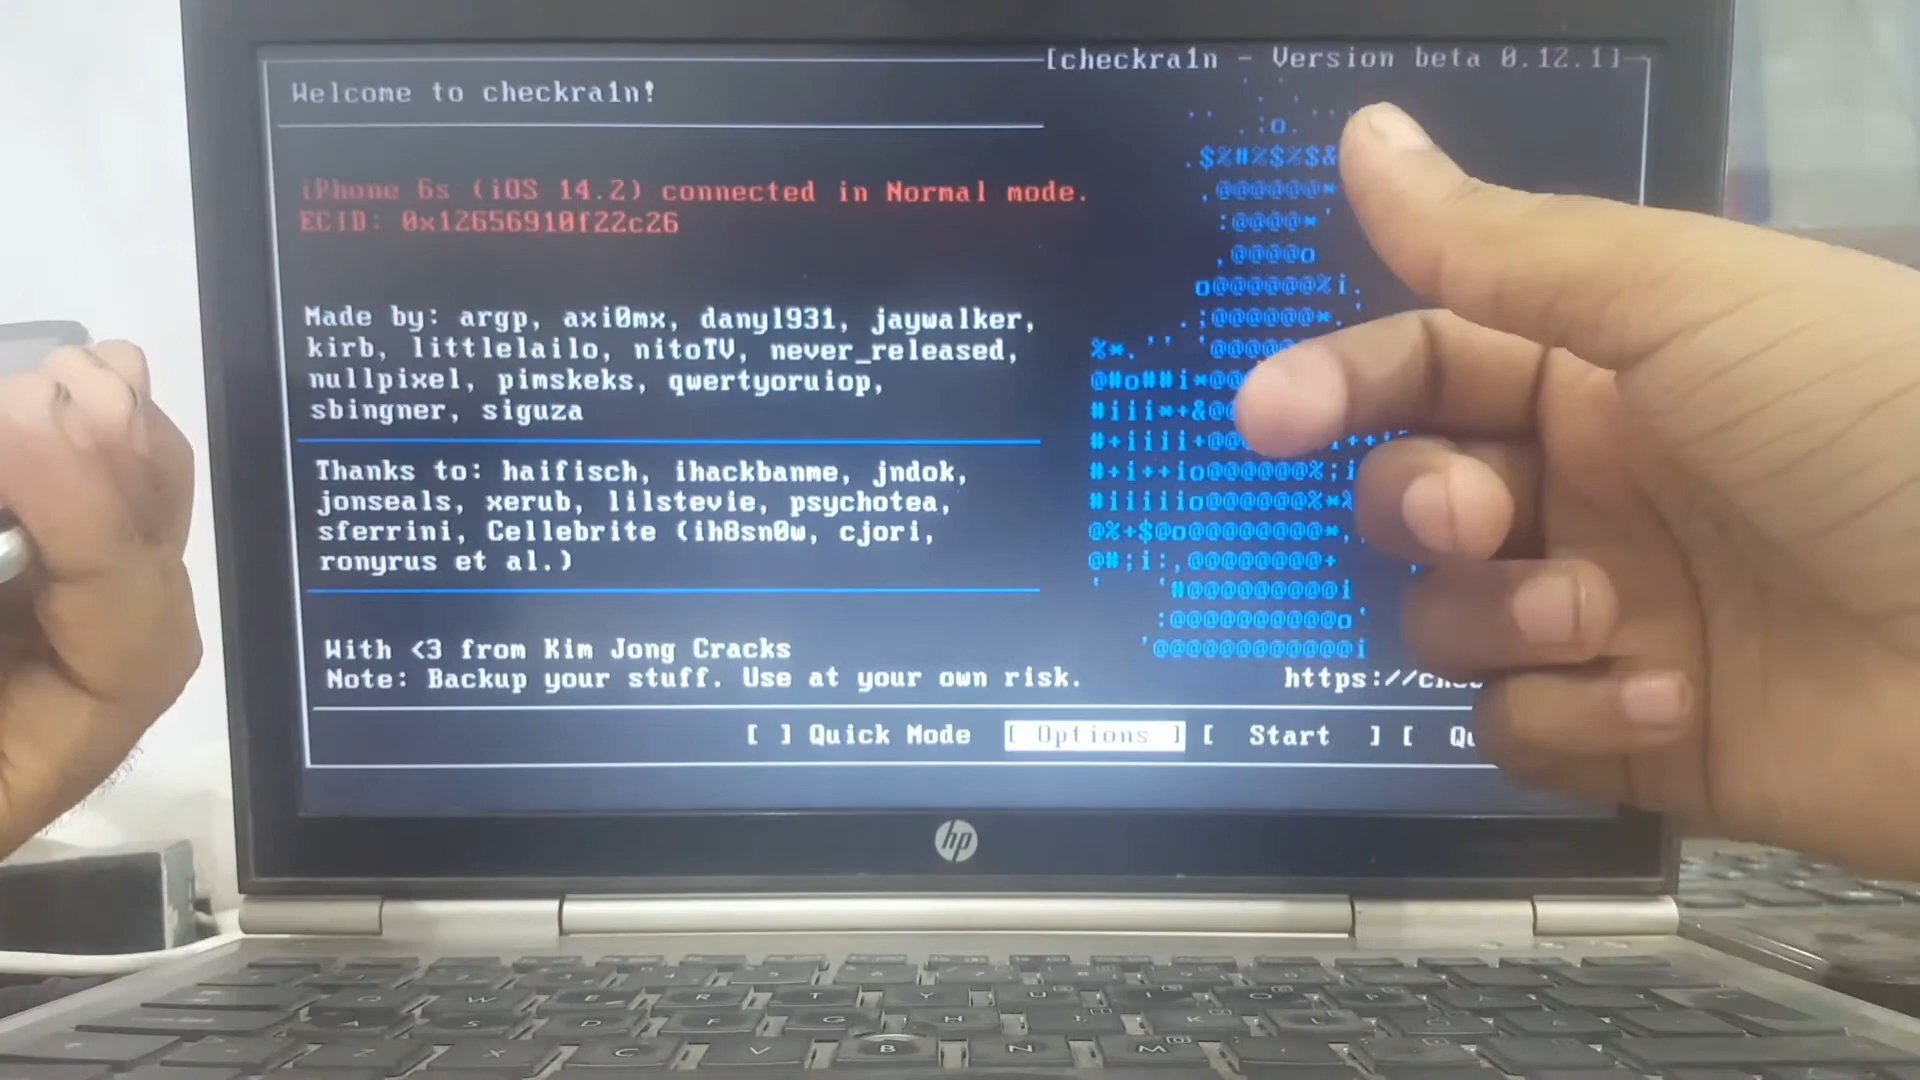 [checkra1n - Version beta 0.12.1]
Welcome to checkra1n!
iPhone 6s (iOS 14.2) connected in Normal mode.
ECID: 0x12656910f22c26
Made by: argp, axi0mx, danyl931, jaywalker,
kirb, littlelailo, nitoTV, never_released,
nullpixel, pimskeks, qwertyoruiop,
sbingner, siguza
Thanks to: haifisch, ihackbanme, jndok,
jonseals, xerub, lilstevie, psychotea,
sferrini, Cellebrite (ih8sn0w, cjori,
ronyrus et al.)
With <3 from Kim Jong Cracks
Note: Backup your stuff. Use at your own risk.
https://
[ ] Quick Mode [ Options ] [ Start ] [
hp
Q W E R T Y U I O P
A S D F G H J K L
Z X C V B N M